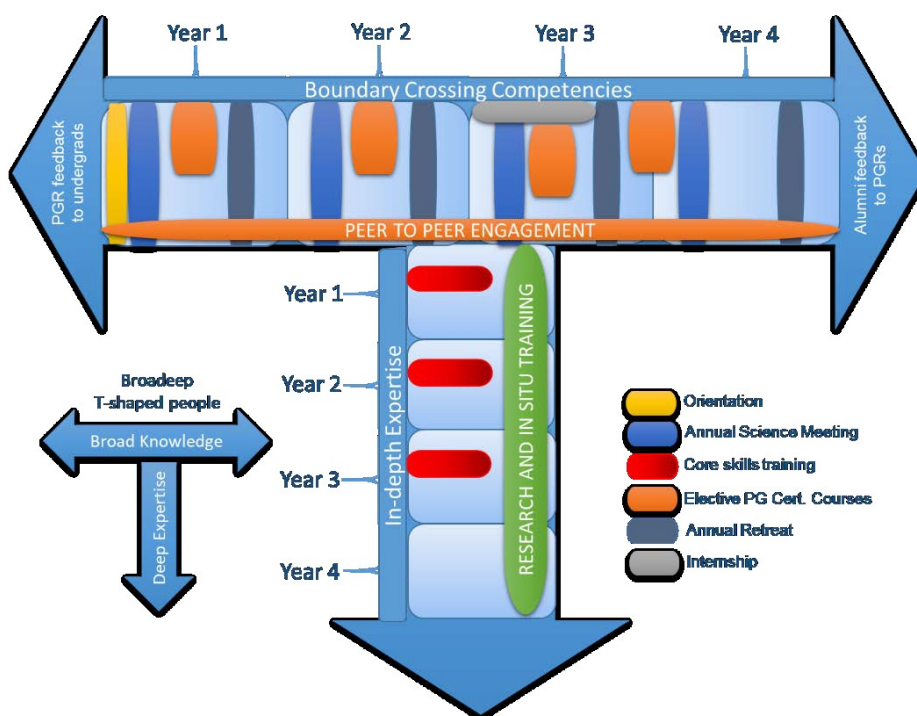 Year 1
Year 2
Year 3
Year 4
Boundary Crossing Competencies
PGR feedback
to undergrads
Alumni feedback
to PGRs
PEER TO PEER ENGAGEMENT
Year 1
Year 2
Year 3
Year 4
In-depth Expertise
RESEARCH AND IN SITU TRAINING
Broadeep
T-shaped people
Broad Knowledge
Deep Expertise
Orientation
Annual Science Meeting
Core skills training
Elective PG Cert. Courses
Annual Retreat
Internship